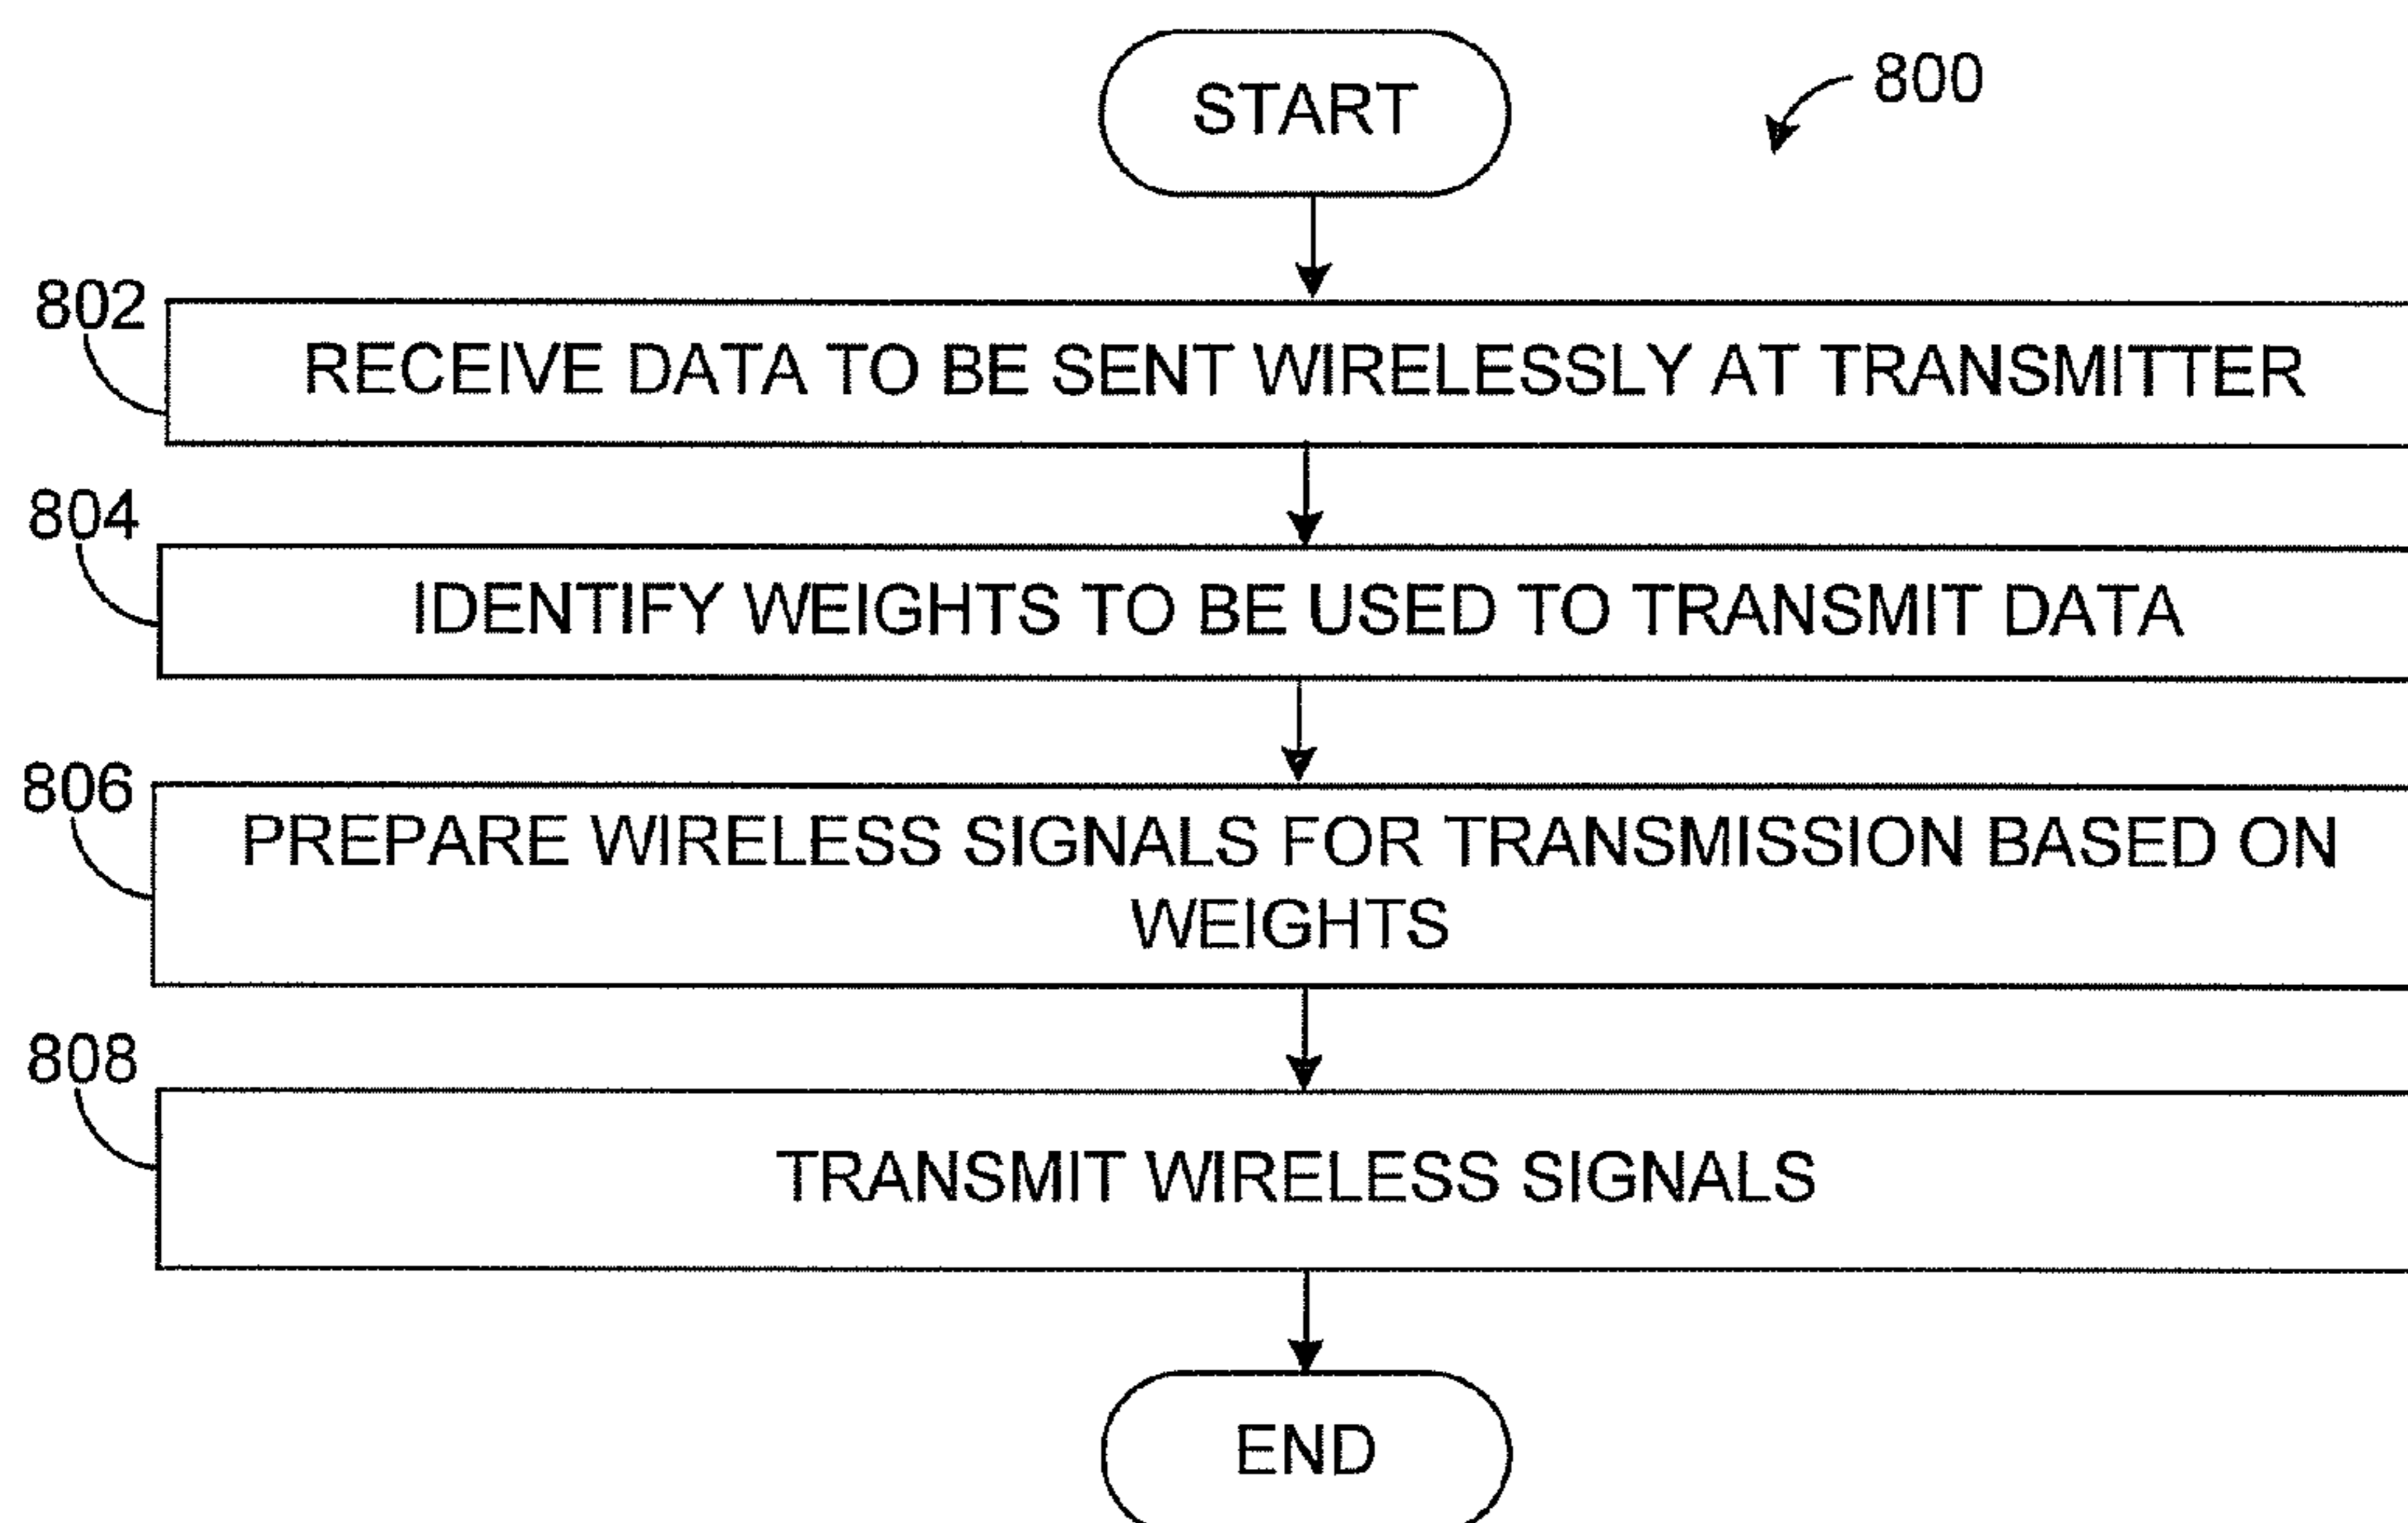 START
800
802
RECEIVE DATA TO BE SENT WIRELESSLY AT TRANSMITTER
804
IDENTIFY WEIGHTS TO BE USED TO TRANSMIT DATA
806
PREPARE WIRELESS SIGNALS FOR TRANSMISSION BASED ON
WEIGHTS
808
TRANSMIT WIRELESS SIGNALS
END